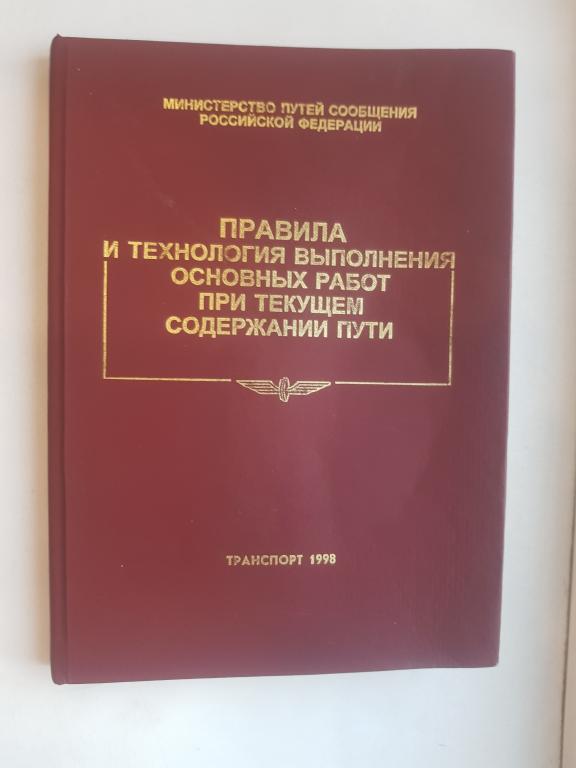 МИНИСТЕРСТВО ПУТЕЙ СООБЩЕНИЯ
РОССИЙСКОЙ ФЕДЕРАЦИИ
ПРАВИЛА
И ТЕХНОЛОГИЯ ВЫПОЛНЕНИЯ
ОСНОВНЫХ РАБОТ
ПРИ ТЕКУЩЕМ
СОДЕРЖАНИИ ПУТИ
ТРАНСПОРТ 1998